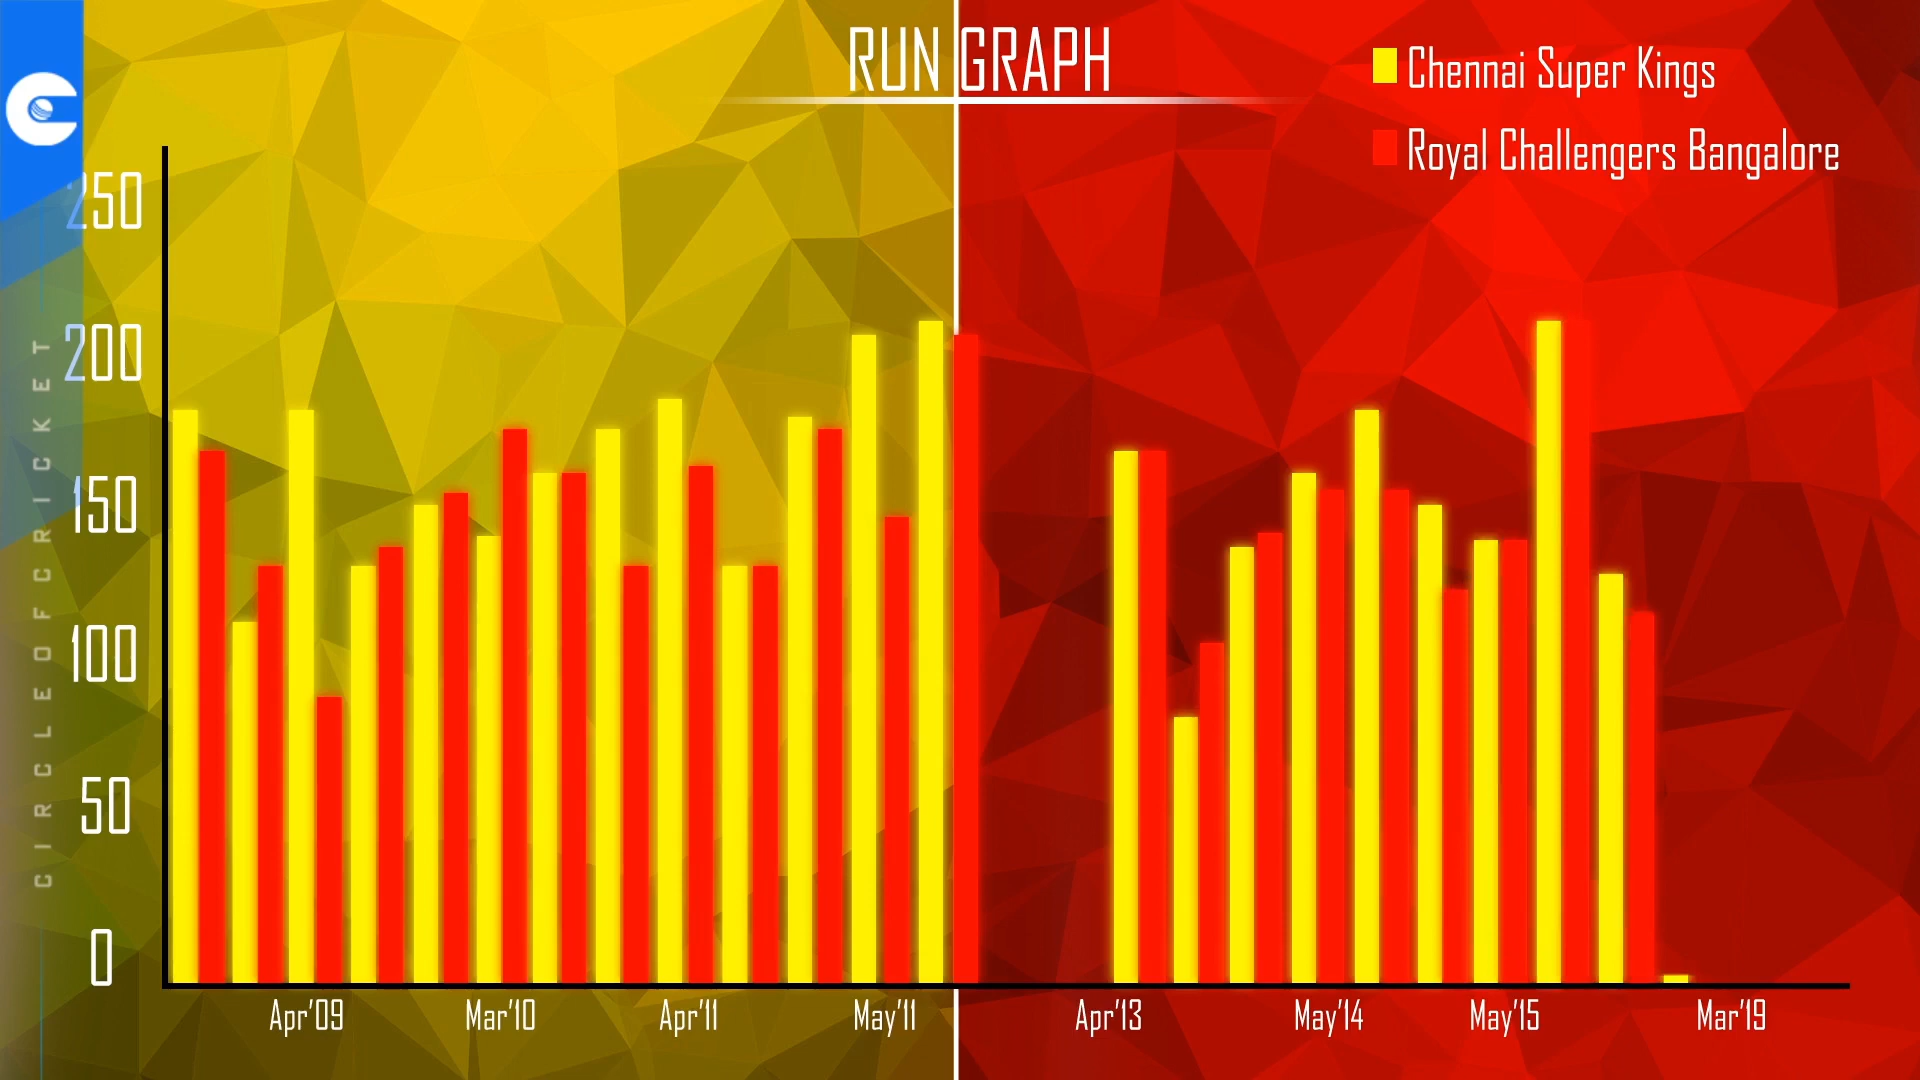 RUN GRAPH
Chennai Super Kings
Royal Challengers Bangalore
250
200
150
100
50
0
CIRCLEOFCRICKET
Apr'09 Mar'10 Apr'11 May'11 Apr'13 May'14 May'15 Mar'19